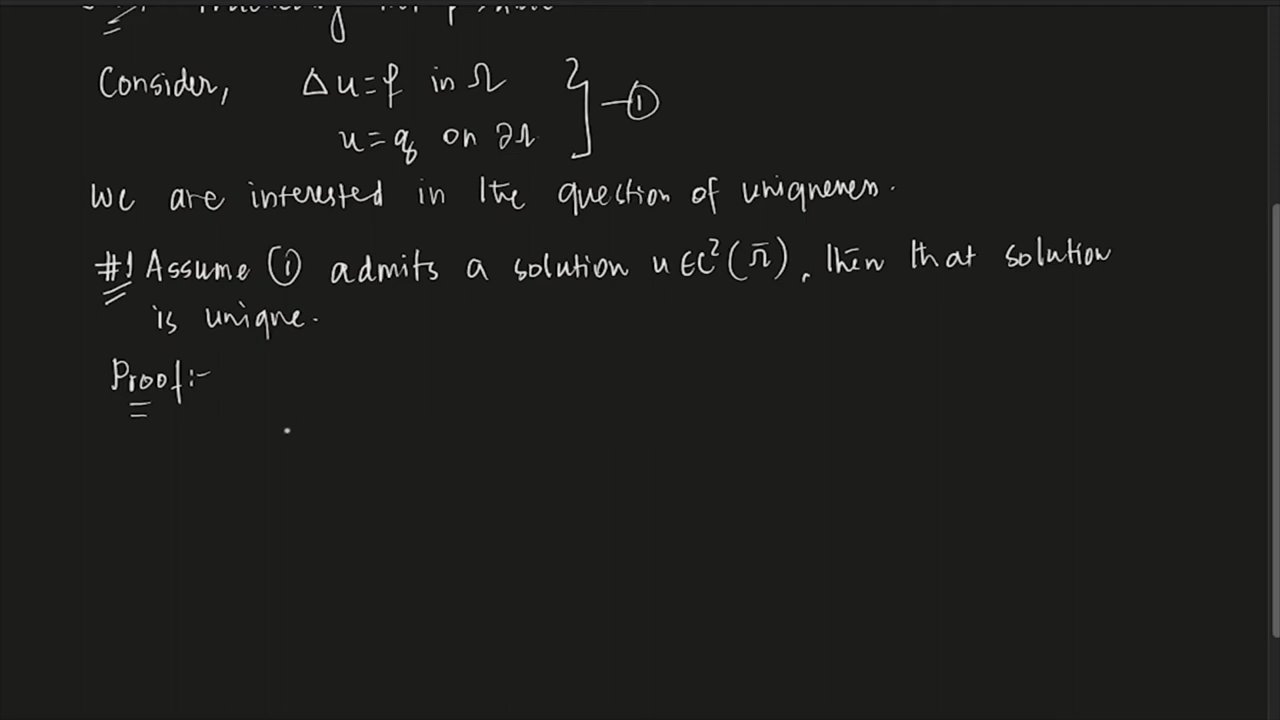 Consider, Δu=f in Ω
u=g on ∂Ω } —①
We are interested in the question of uniqueness.
#! Assume ① admits a solution u∈C²(Ω̄), then that solution
is unique.
Proof:-